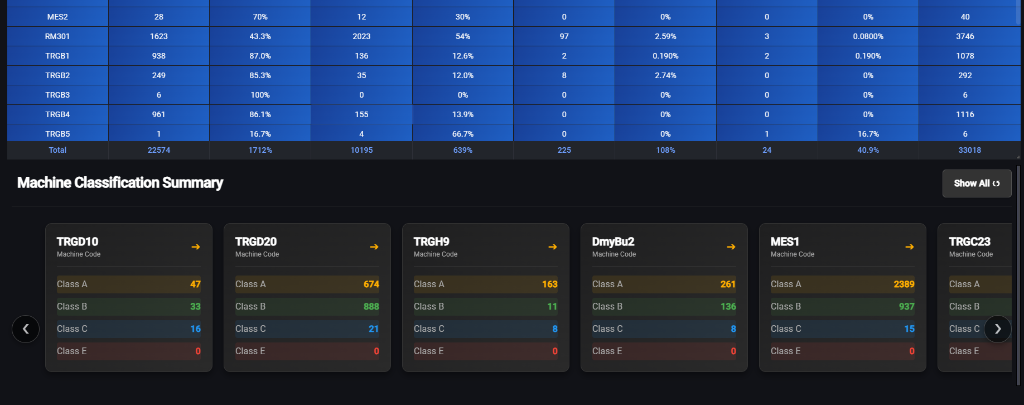 MES2 28 70% 12 30% 0 0% 0 0% 40
RM301 1623 43.3% 2023 54% 97 2.59% 3 0.0800% 3746
TRGB1 938 87.0% 136 12.6% 2 0.190% 2 0.190% 1078
TRGB2 249 85.3% 35 12.0% 8 2.74% 0 0% 292
TRGB3 6 100% 0 0% 0 0% 0 0% 6
TRGB4 961 86.1% 155 13.9% 0 0% 0 0% 1116
TRGB5 1 16.7% 4 66.7% 0 0% 1 16.7% 6
Total 22574 1712% 10195 639% 225 108% 24 40.9% 33018
Machine Classification Summary
Show All
TRGD10 TRGD20 TRGH9 DmyBu2 MES1 TRGC23
Machine Code Machine Code Machine Code Machine Code Machine Code Machine Code
Class A 47 Class A 674 Class A 163 Class A 261 Class A 2389 Class A
Class B 33 Class B 888 Class B 11 Class B 136 Class B 937 Class B
Class C 16 Class C 21 Class C 8 Class C 8 Class C 15 Class C
Class E 0 Class E 0 Class E 0 Class E 0 Class E 0 Class E